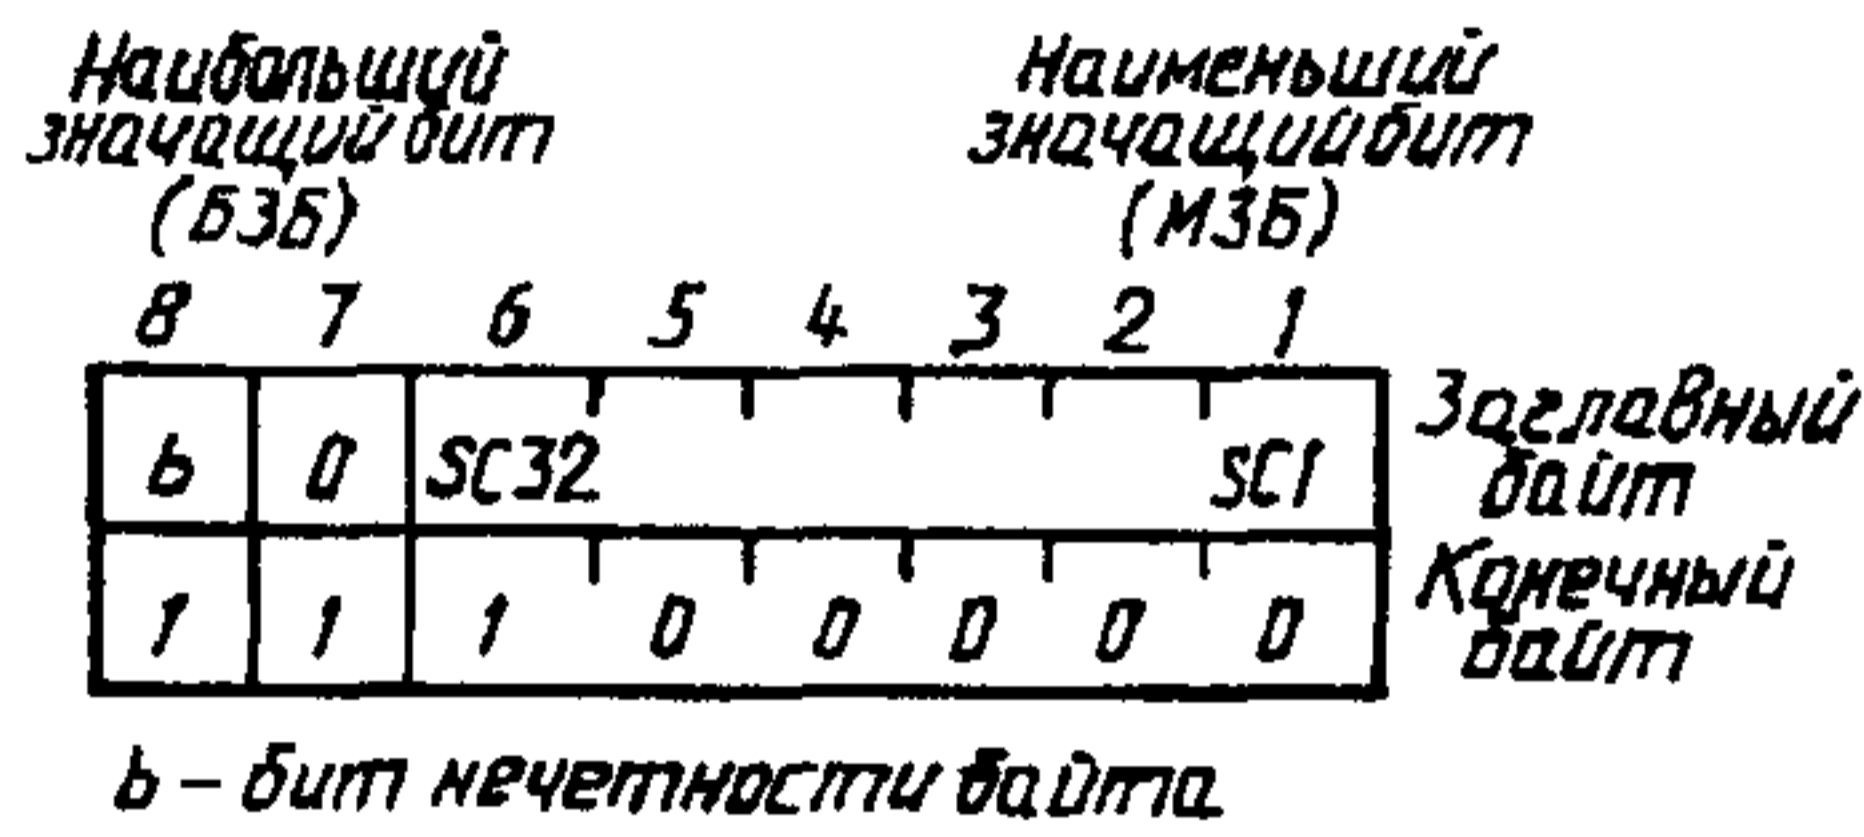 Наибольший
значащий бит
(БЗБ)
Наименьший
значащий бит
(МЗБ)
8 7 6 5 4 3 2 1
b 0 SC32 SC1
Заглавный
байт
1 1 1 0 0 0 0 0
Конечный
байт
b – бит нечетности байта